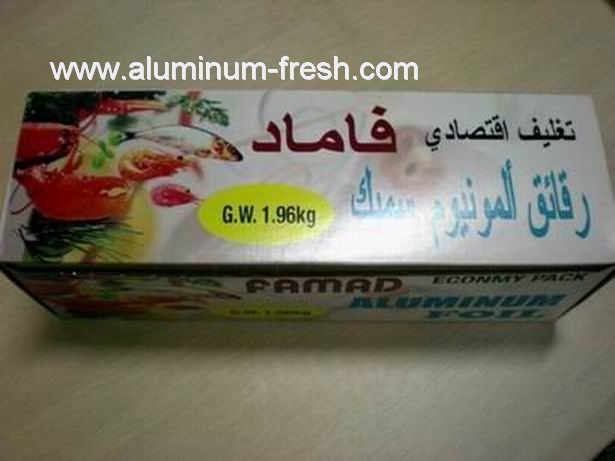 www.aluminum-fresh.com
تغليف اقتصادي فاماد
رقائق ألمونيوم سميك
G.W. 1.96kg
FAMAD ECONMY PACK
ALUMINUM
FOIL
G.W. 1.96kg